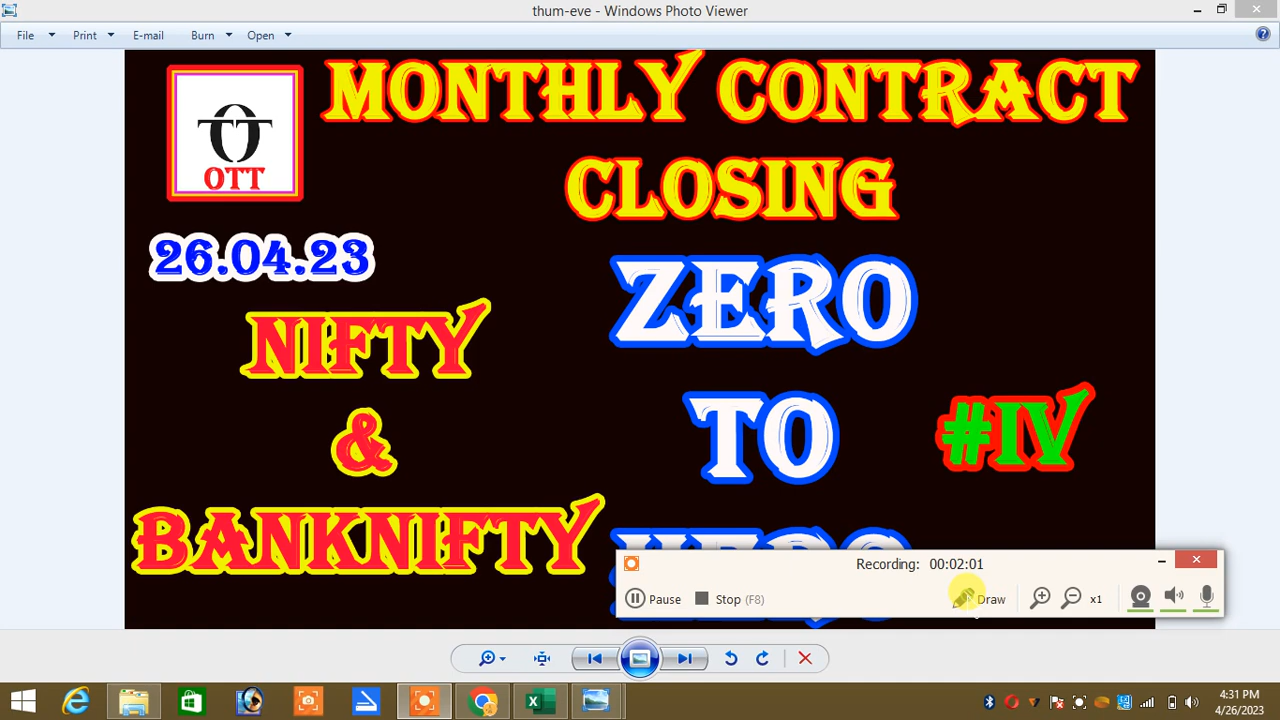 thum-eve - Windows Photo Viewer
File Print E-mail Burn Open
MONTHLY CONTRACT
CLOSING
OTT
26.04.23
ZERO
NIFTY
TO
#IV
&
BANKNIFTY
Recording: 00:02:01
Pause Stop (F8) Draw x1
4:31 PM
4/26/2023